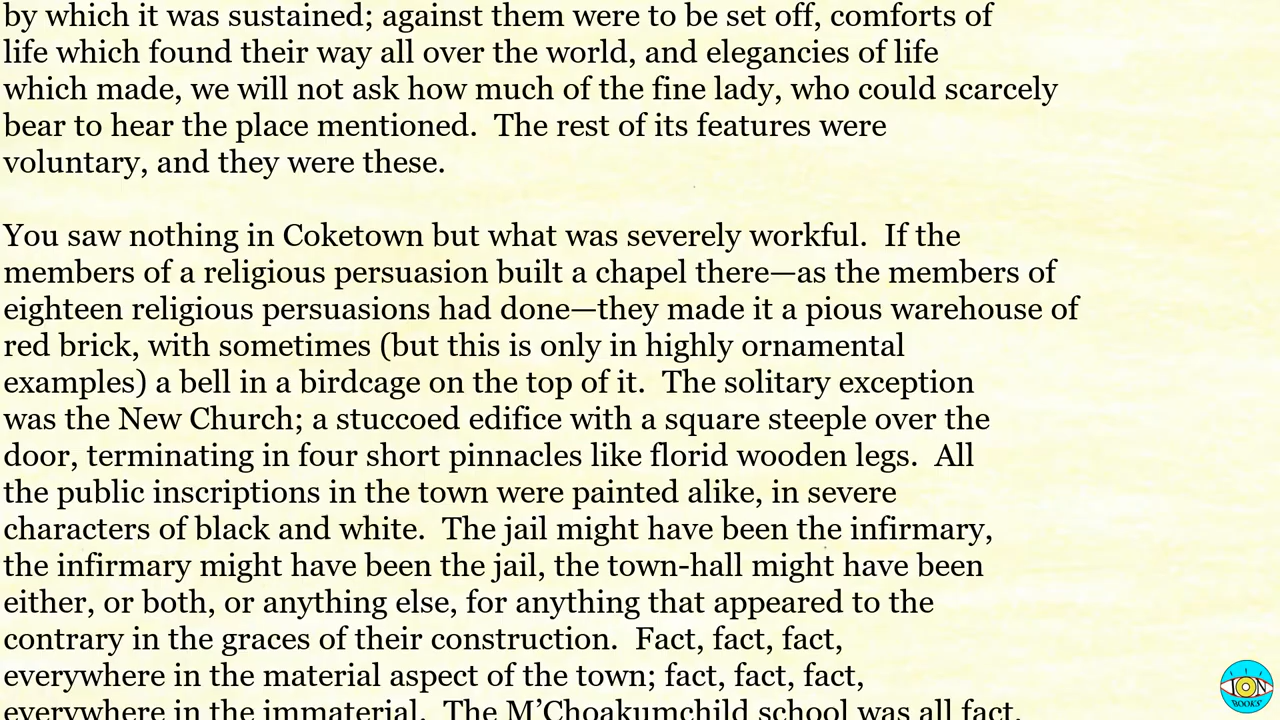 by which it was sustained; against them were to be set off, comforts of
life which found their way all over the world, and elegancies of life
which made, we will not ask how much of the fine lady, who could scarcely
bear to hear the place mentioned.  The rest of its features were
voluntary, and they were these.

You saw nothing in Coketown but what was severely workful.  If the
members of a religious persuasion built a chapel there—as the members of
eighteen religious persuasions had done—they made it a pious warehouse of
red brick, with sometimes (but this is only in highly ornamental
examples) a bell in a birdcage on the top of it.  The solitary exception
was the New Church; a stuccoed edifice with a square steeple over the
door, terminating in four short pinnacles like florid wooden legs.  All
the public inscriptions in the town were painted alike, in severe
characters of black and white.  The jail might have been the infirmary,
the infirmary might have been the jail, the town-hall might have been
either, or both, or anything else, for anything that appeared to the
contrary in the graces of their construction.  Fact, fact, fact,
everywhere in the material aspect of the town; fact, fact, fact,
everywhere in the immaterial.  The M’Choakumchild school was all fact,
ION
BOOKS